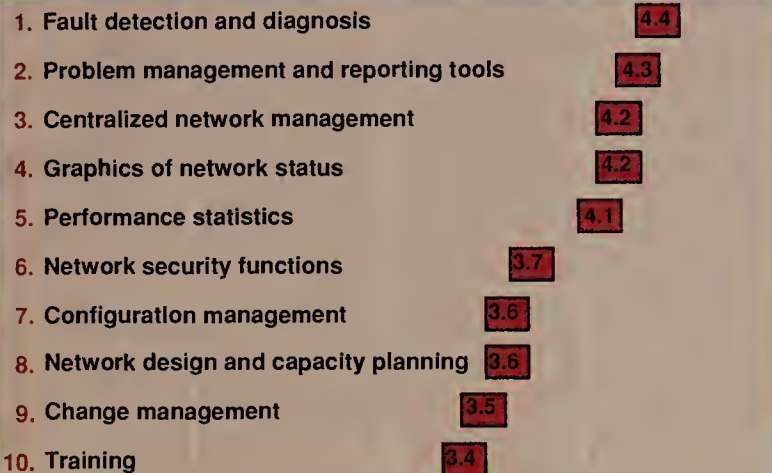 1. Fault detection and diagnosis 4.4
2. Problem management and reporting tools 4.3
3. Centralized network management 4.2
4. Graphics of network status 4.2
5. Performance statistics 4.1
6. Network security functions 3.7
7. Configuration management 3.6
8. Network design and capacity planning 3.6
9. Change management 3.5
10. Training 3.4